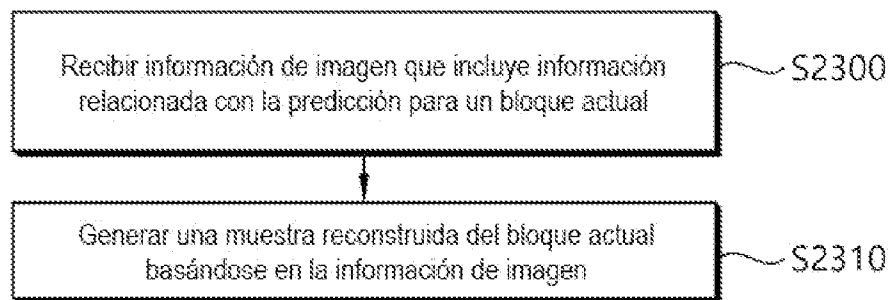 Recibir información de imagen que incluye información
relacionada con la predicción para un bloque actual
S2300
Generar una muestra reconstruida del bloque actual
basándose en la información de imagen
S2310